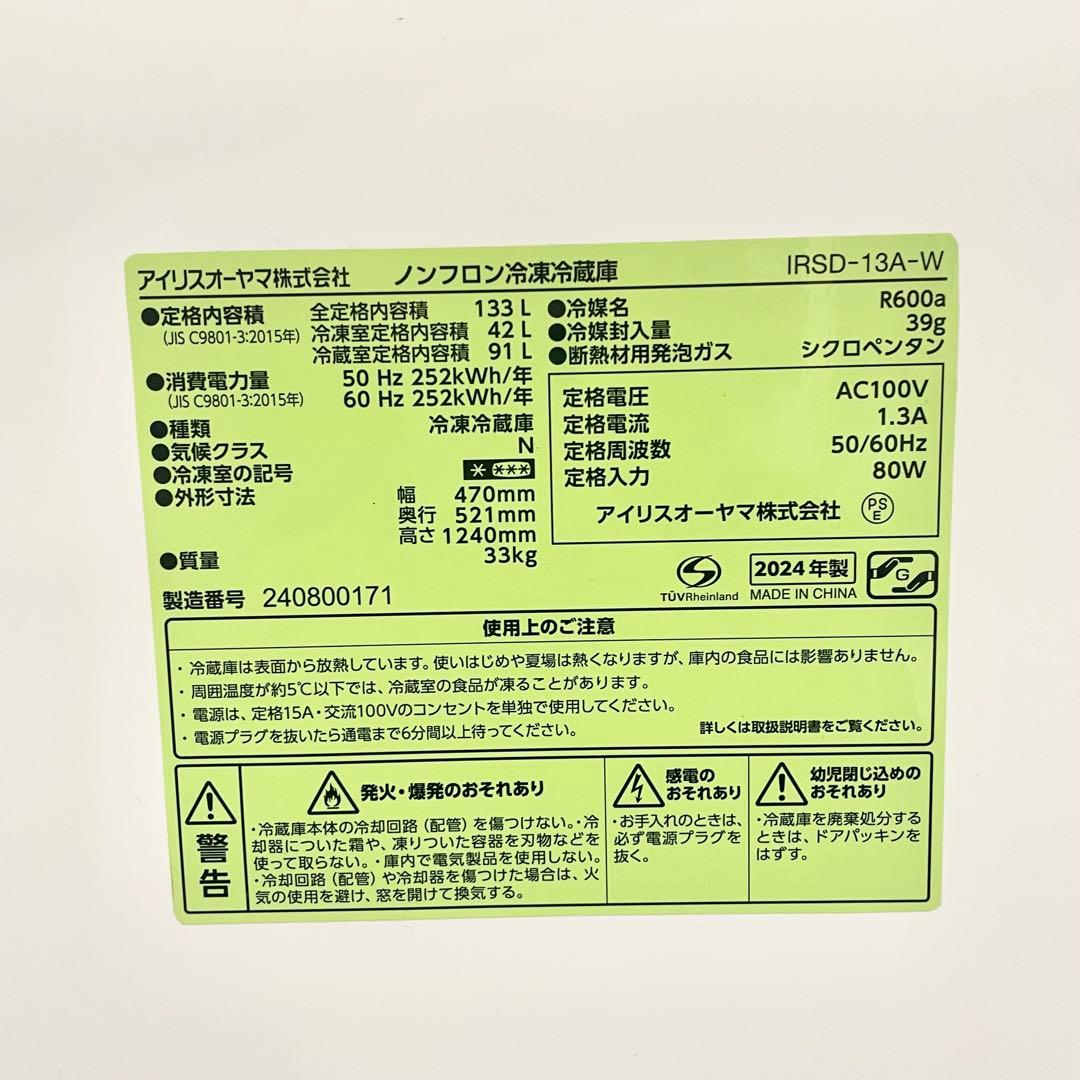 アイリスオーヤマ株式会社 ノンフロン冷凍冷蔵庫 IRSD-13A-W
●定格内容積 全定格内容積 133 L
(JIS C9801-3:2015年) 冷凍室定格内容積 42 L
冷蔵室定格内容積 91 L
●消費電力量 50 Hz 252kWh/年
(JIS C9801-3:2015年) 60 Hz 252kWh/年
●種類 冷凍冷蔵庫
●気候クラス N
●冷凍室の記号 * ***
●外形寸法 幅 470mm
奥行 521mm
高さ 1240mm
●質量 33kg
製造番号 240800171
●冷媒名 R600a
●冷媒封入量 39g
●断熱材用発泡ガス シクロペンタン
定格電圧 AC100V
定格電流 1.3A
定格周波数 50/60Hz
定格入力 80W
アイリスオーヤマ株式会社 PS
E
TÜVRheinland
2024年製
MADE IN CHINA
G
使用上のご注意
・冷蔵庫は表面から放熱しています。使いはじめや夏場は熱くなりますが、庫内の食品には影響ありません。
・周囲温度が約5℃以下では、冷蔵室の食品が凍ることがあります。
・電源は、定格15A・交流100Vのコンセントを単独で使用してください。
・電源プラグを抜いたら通電まで6分間以上待ってください。 詳しくは取扱説明書をご覧ください。
警告
発火・爆発のおそれあり
・冷蔵庫本体の冷却回路（配管）を傷つけない。・冷
却器についた霜や、凍りついた容器を刃物などを
使って取らない。・庫内で電気製品を使用しない。
・冷却回路（配管）や冷却器を傷つけた場合は、火
気の使用を避け、窓を開けて換気する。
感電の
おそれあり
・お手入れのときは、
必ず電源プラグを
抜く。
幼児閉じ込めの
おそれあり
・冷蔵庫を廃棄処分する
ときは、ドアパッキンを
はずす。